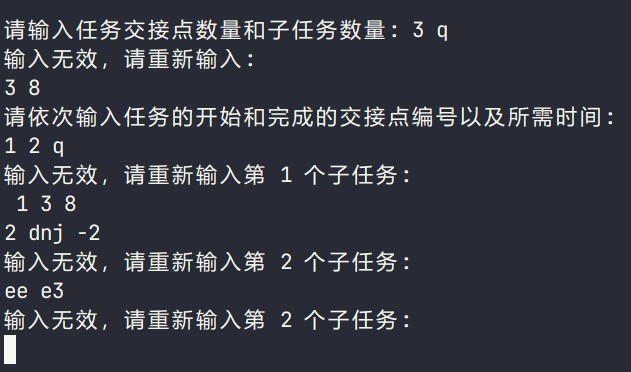 请输入任务交接点数量和子任务数量: 3 q
输入无效, 请重新输入:
3 8
请依次输入任务的开始和完成的交接点编号以及所需时间:
1 2 q
输入无效, 请重新输入第 1 个子任务:
1 3 8
2 dnj -2
输入无效, 请重新输入第 2 个子任务:
ee e3
输入无效, 请重新输入第 2 个子任务: